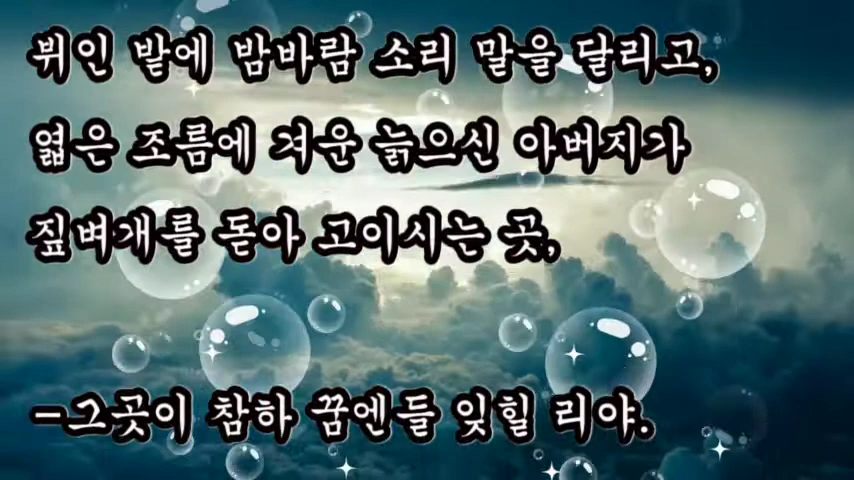 뷔인 밭에 밤바람 소리 말을 달리고,
엷은 조름에 겨운 늙으신 아버지가
짚벼개를 돋아 고이시는 곳,
-그곳이 참하 꿈엔들 잊힐 리야.